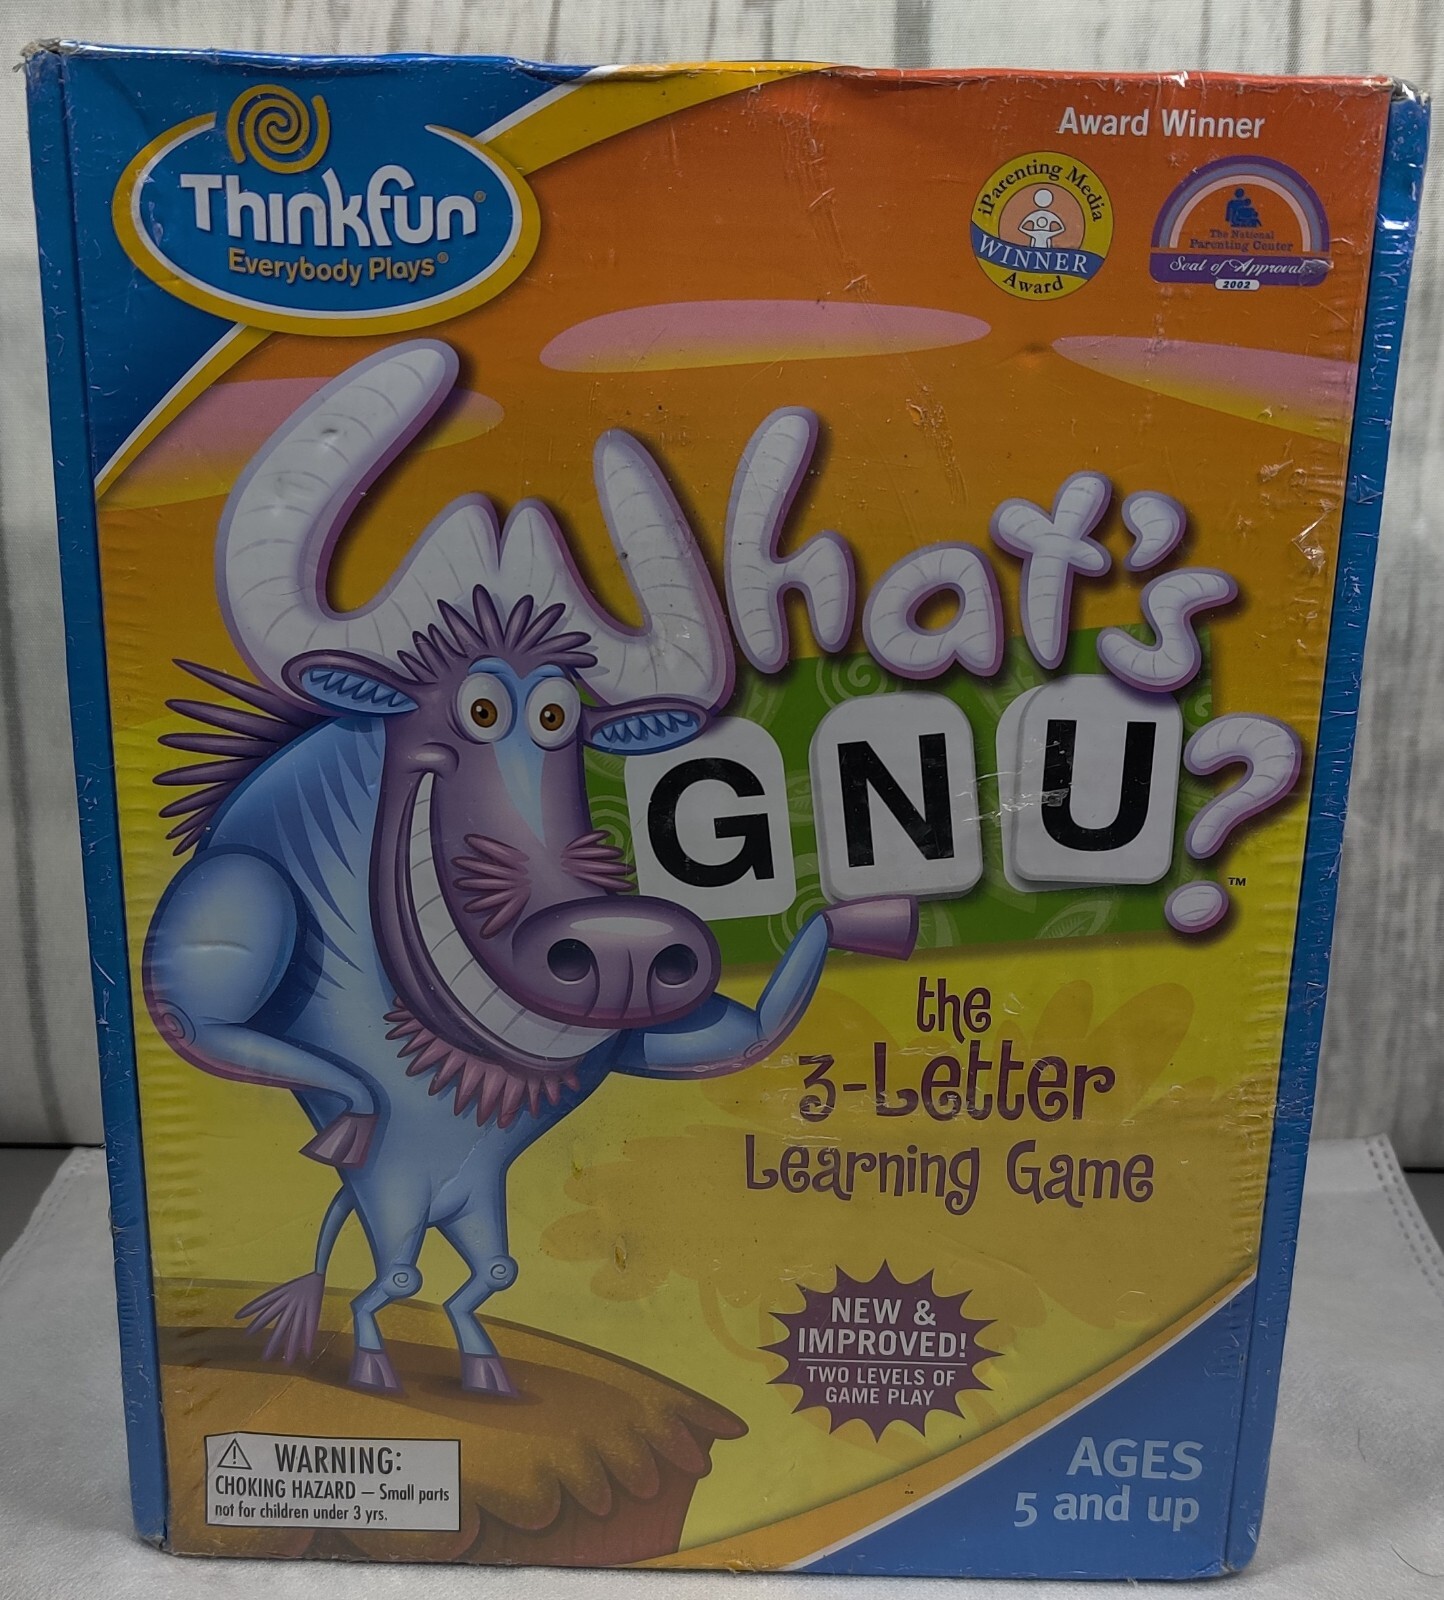 Thinkfun®
Everybody Plays®
Award Winner
iParenting Media
WINNER
Award
The National
Parenting Center
Seal of Approval
2002
What's
GNU?™
the
3-Letter
Learning Game
NEW &
IMPROVED!
TWO LEVELS OF
GAME PLAY
⚠ WARNING:
CHOKING HAZARD – Small parts
not for children under 3 yrs.
AGES
5 and up